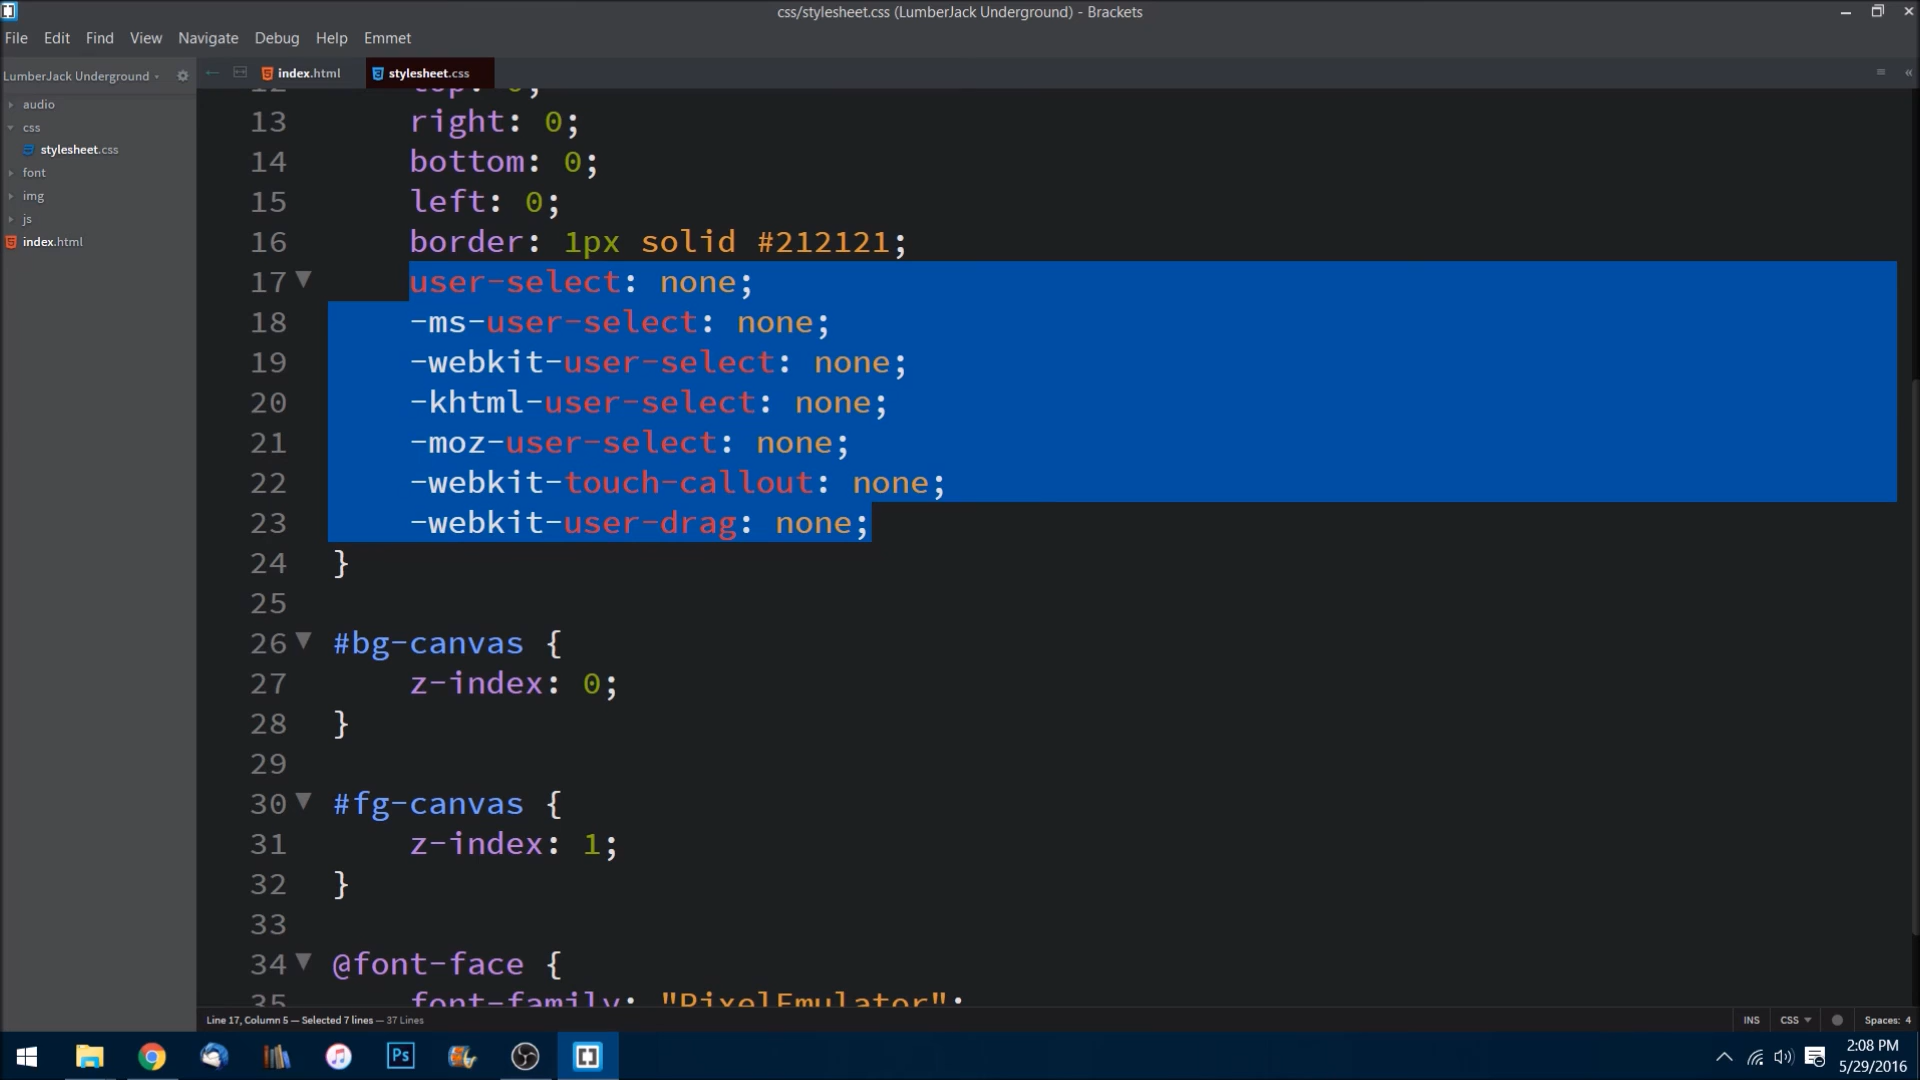 css/stylesheet.css (LumberJack Underground) - Brackets
File Edit Find View Navigate Debug Help Emmet
LumberJack Underground
index.html
stylesheet.css
audio
css
stylesheet.css
font
img
js
index.html
12 top: 0;
13 right: 0;
14 bottom: 0;
15 left: 0;
16 border: 1px solid #212121;
17 user-select: none;
18 -ms-user-select: none;
19 -webkit-user-select: none;
20 -khtml-user-select: none;
21 -moz-user-select: none;
22 -webkit-touch-callout: none;
23 -webkit-user-drag: none;
24 }
25
26 #bg-canvas {
27 z-index: 0;
28 }
29
30 #fg-canvas {
31 z-index: 1;
32 }
33
34 @font-face {
35 font-family: "PixelEmulator";
Line 17, Column 5 — Selected 7 lines — 37 Lines
INS CSS Spaces: 4
Ps
2:08 PM
5/29/2016